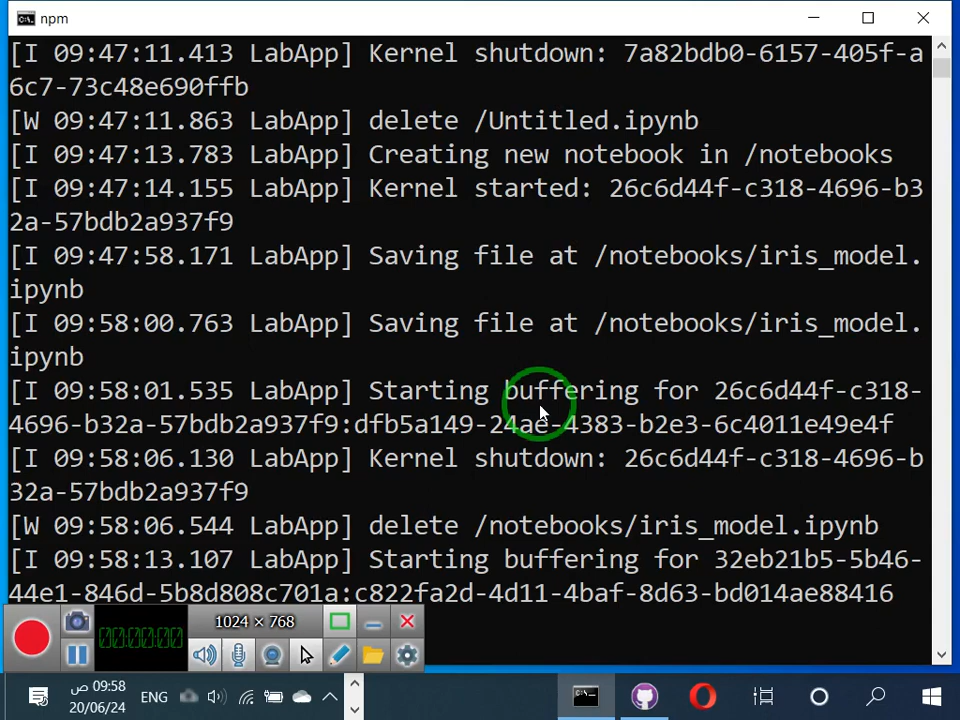 npm
[I 09:47:11.413 LabApp] Kernel shutdown: 7a82bdb0-6157-405f-a
6c7-73c48e690ffb
[W 09:47:11.863 LabApp] delete /Untitled.ipynb
[I 09:47:13.783 LabApp] Creating new notebook in /notebooks
[I 09:47:14.155 LabApp] Kernel started: 26c6d44f-c318-4696-b3
2a-57bdb2a937f9
[I 09:47:58.171 LabApp] Saving file at /notebooks/iris_model.
ipynb
[I 09:58:00.763 LabApp] Saving file at /notebooks/iris_model.
ipynb
[I 09:58:01.535 LabApp] Starting buffering for 26c6d44f-c318-
4696-b32a-57bdb2a937f9:dfb5a149-24ae-4383-b2e3-6c4011e49e4f
[I 09:58:06.130 LabApp] Kernel shutdown: 26c6d44f-c318-4696-b
32a-57bdb2a937f9
[W 09:58:06.544 LabApp] delete /notebooks/iris_model.ipynb
[I 09:58:13.107 LabApp] Starting buffering for 32eb21b5-5b46-
44e1-846d-5b8d808c701a:c822fa2d-4d11-4baf-8d63-bd014ae88416
1024 × 768
00:00:00
09:58 ص
ENG
20/06/24